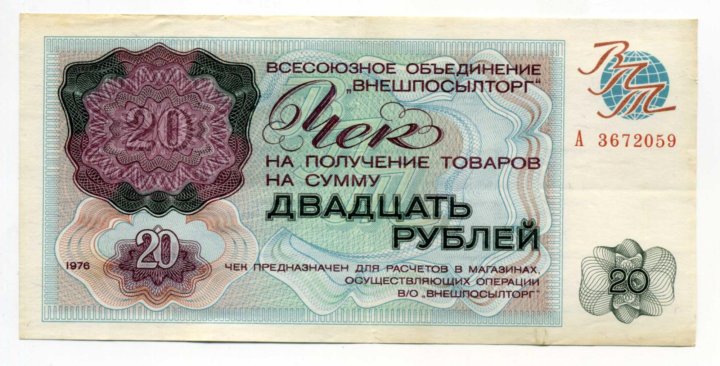 ВПТ
ВСЕСОЮЗНОЕ ОБЪЕДИНЕНИЕ
„ВНЕШПОСЫЛТОРГ"
Чек
А 3672059
20
НА ПОЛУЧЕНИЕ ТОВАРОВ
НА СУММУ
ДВАДЦАТЬ
РУБЛЕЙ
20
1976
ЧЕК ПРЕДНАЗНАЧЕН ДЛЯ РАСЧЕТОВ В МАГАЗИНАХ,
ОСУЩЕСТВЛЯЮЩИХ ОПЕРАЦИИ
В/О „ВНЕШПОСЫЛТОРГ"
20